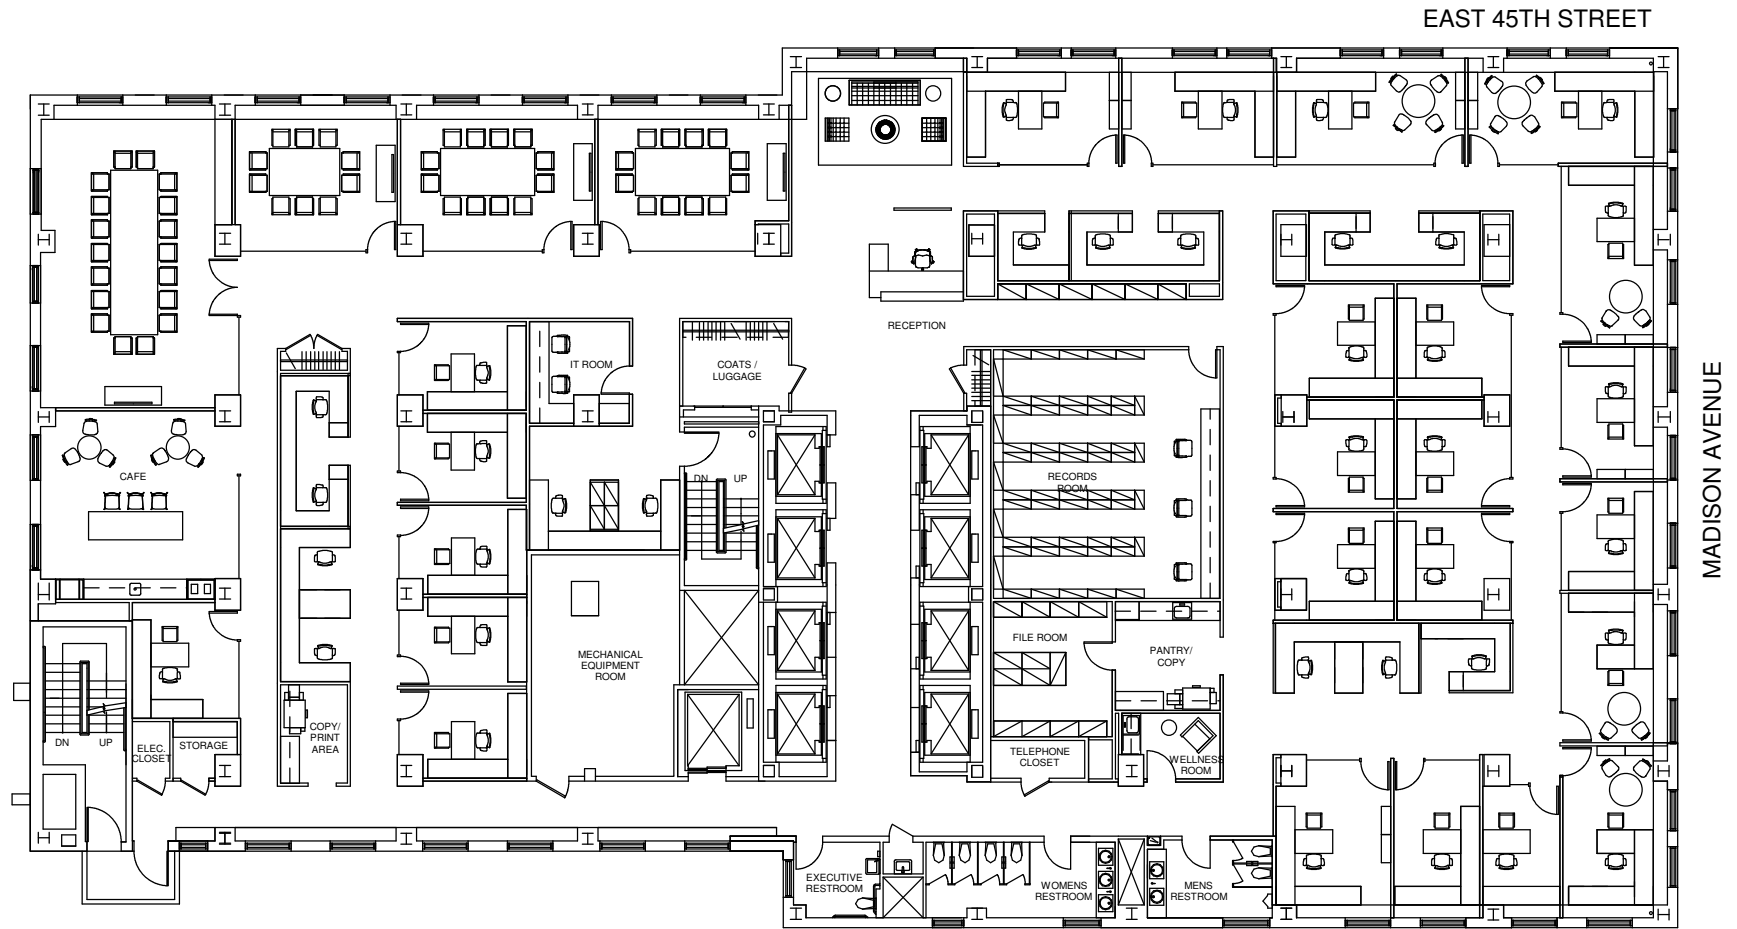 EAST 45TH STREET
MADISON AVENUE
RECEPTION
IT ROOM
COATS /
LUGGAGE
CAFE
DN
UP
RECORDS
ROOM
FILE ROOM
PANTRY/
COPY
MECHANICAL
EQUIPMENT
ROOM
COPY/
PRINT
AREA
DN
UP
ELEC.
CLOSET
STORAGE
TELEPHONE
CLOSET
WELLNESS
ROOM
EXECUTIVE
RESTROOM
WOMENS
RESTROOM
MENS
RESTROOM